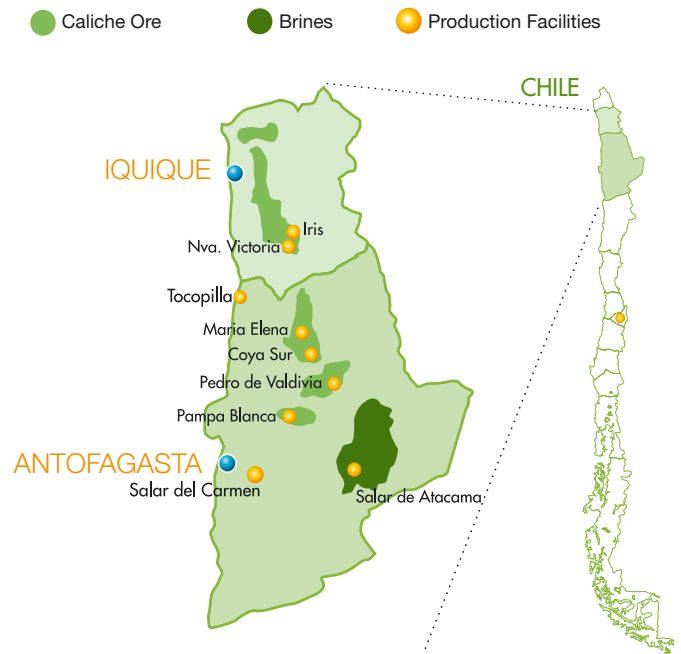 Caliche Ore
Brines
Production Facilities
CHILE
IQUIQUE
Iris
Nva. Victoria
Tocopilla
Maria Elena
Coya Sur
Pedro de Valdivia
Pampa Blanca
ANTOFAGASTA
Salar del Carmen
Salar de Atacama